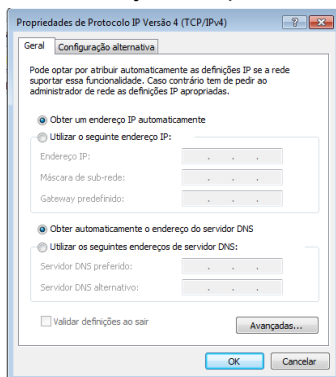 Propriedades de Protocolo IP Versão 4 (TCP/IPv4)
Geral
Configuração alternativa
Pode optar por atribuir automaticamente as definições IP se a rede
suportar essa funcionalidade. Caso contrário tem de pedir ao
administrador de rede as definições IP apropriadas.
Obter um endereço IP automaticamente
Utilizar o seguinte endereço IP:
Endereço IP:
Máscara de sub-rede:
Gateway predefinido:
Obter automaticamente o endereço do servidor DNS
Utilizar os seguintes endereços de servidor DNS:
Servidor DNS preferido:
Servidor DNS alternativo:
Validar definições ao sair
Avançadas...
OK
Cancelar